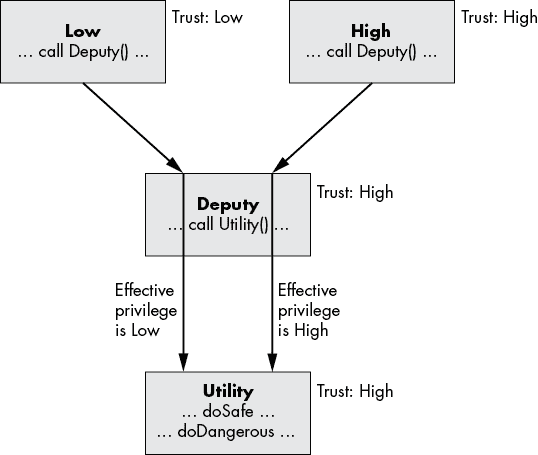 Low
... call Deputy() ...
Trust: Low
High
... call Deputy() ...
Trust: High
Deputy
... call Utility() ...
Trust: High
Effective
privilege
is Low
Effective
privilege
is High
Utility
... doSafe ...
... doDangerous ...
Trust: High